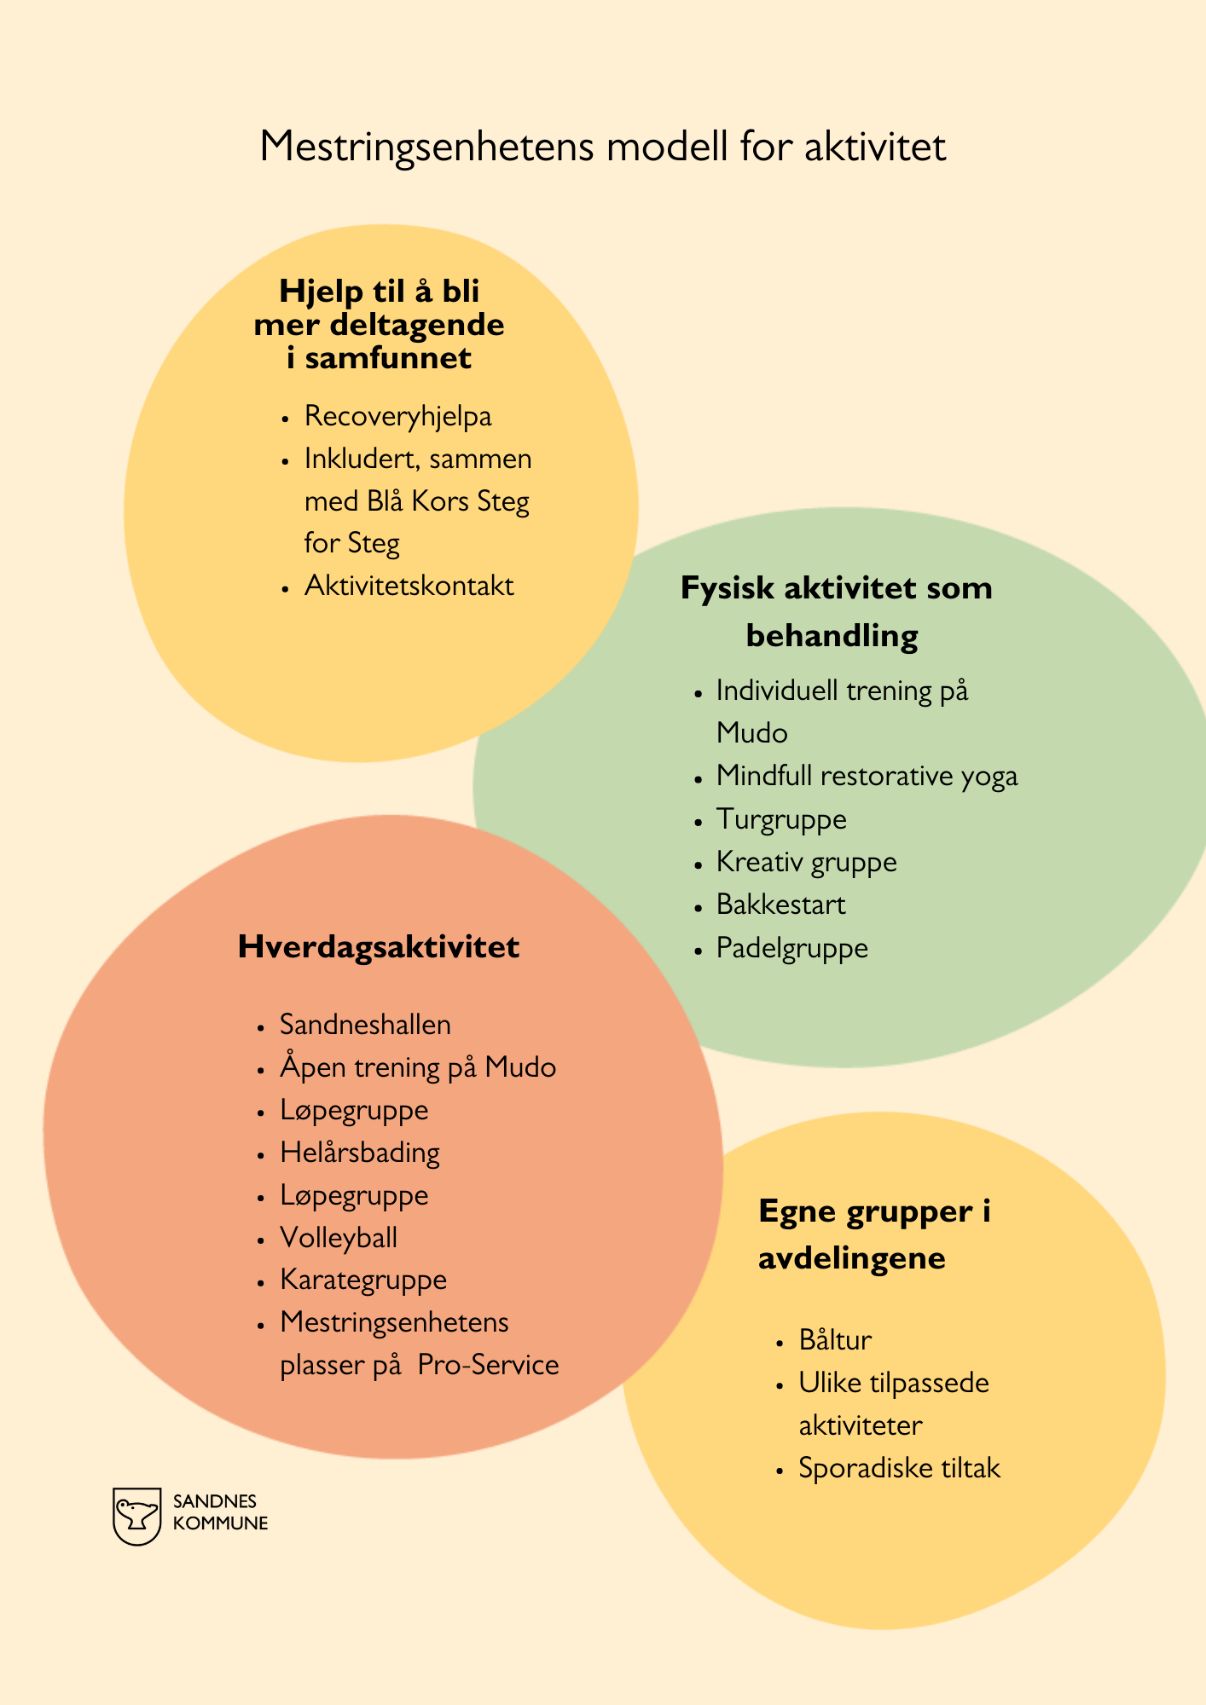 Mestringsenhetens modell for aktivitet
Hjelp til å bli
mer deltagende
i samfunnet
• Recoveryhjelpa
• Inkludert, sammen
med Blå Kors Steg
for Steg
• Aktivitetskontakt
Fysisk aktivitet som
behandling
• Individuell trening på
Mudo
• Mindfull restorative yoga
• Turgruppe
• Kreativ gruppe
• Bakkestart
• Padelgruppe
Hverdagsaktivitet
• Sandneshallen
• Åpen trening på Mudo
• Løpegruppe
• Helårsbading
• Løpegruppe
• Volleyball
• Karategruppe
• Mestringsenhetens
plasser på Pro-Service
Egne grupper i
avdelingene
• Båltur
• Ulike tilpassede
aktiviteter
• Sporadiske tiltak
SANDNES
KOMMUNE